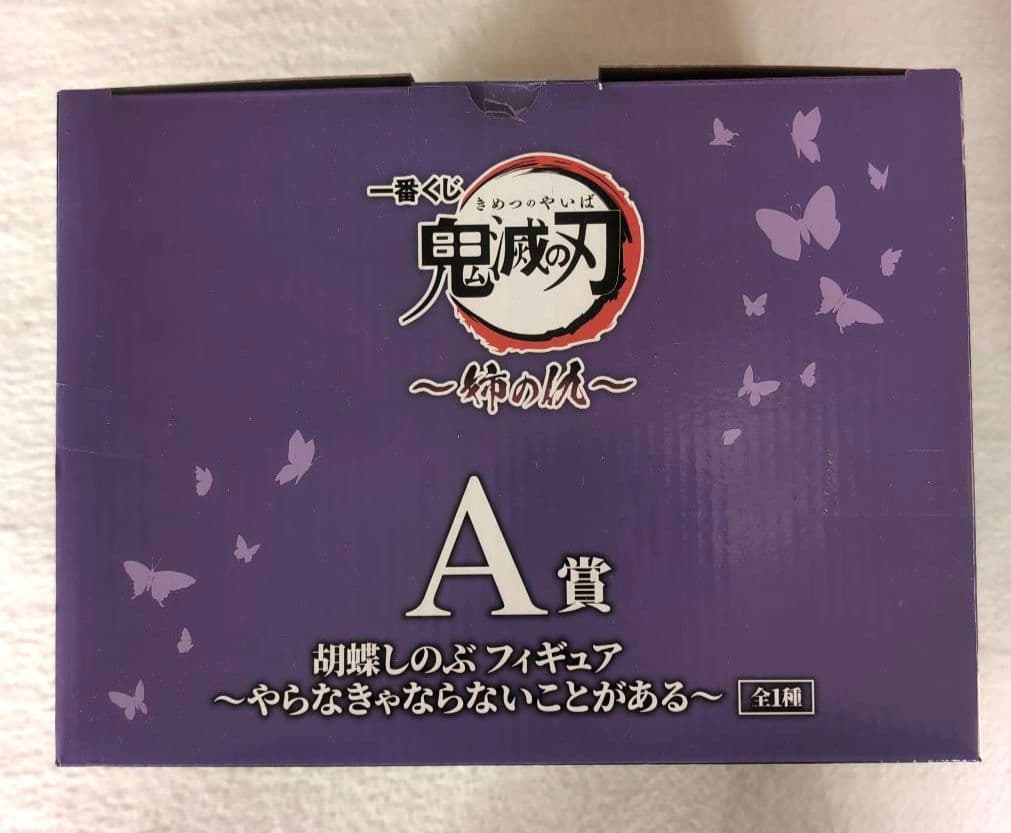 一番くじ
きめつのやいば
鬼滅の刃
～姉の仇～
A賞
胡蝶しのぶ フィギュア
～やらなきゃならないことがある～ 全1種